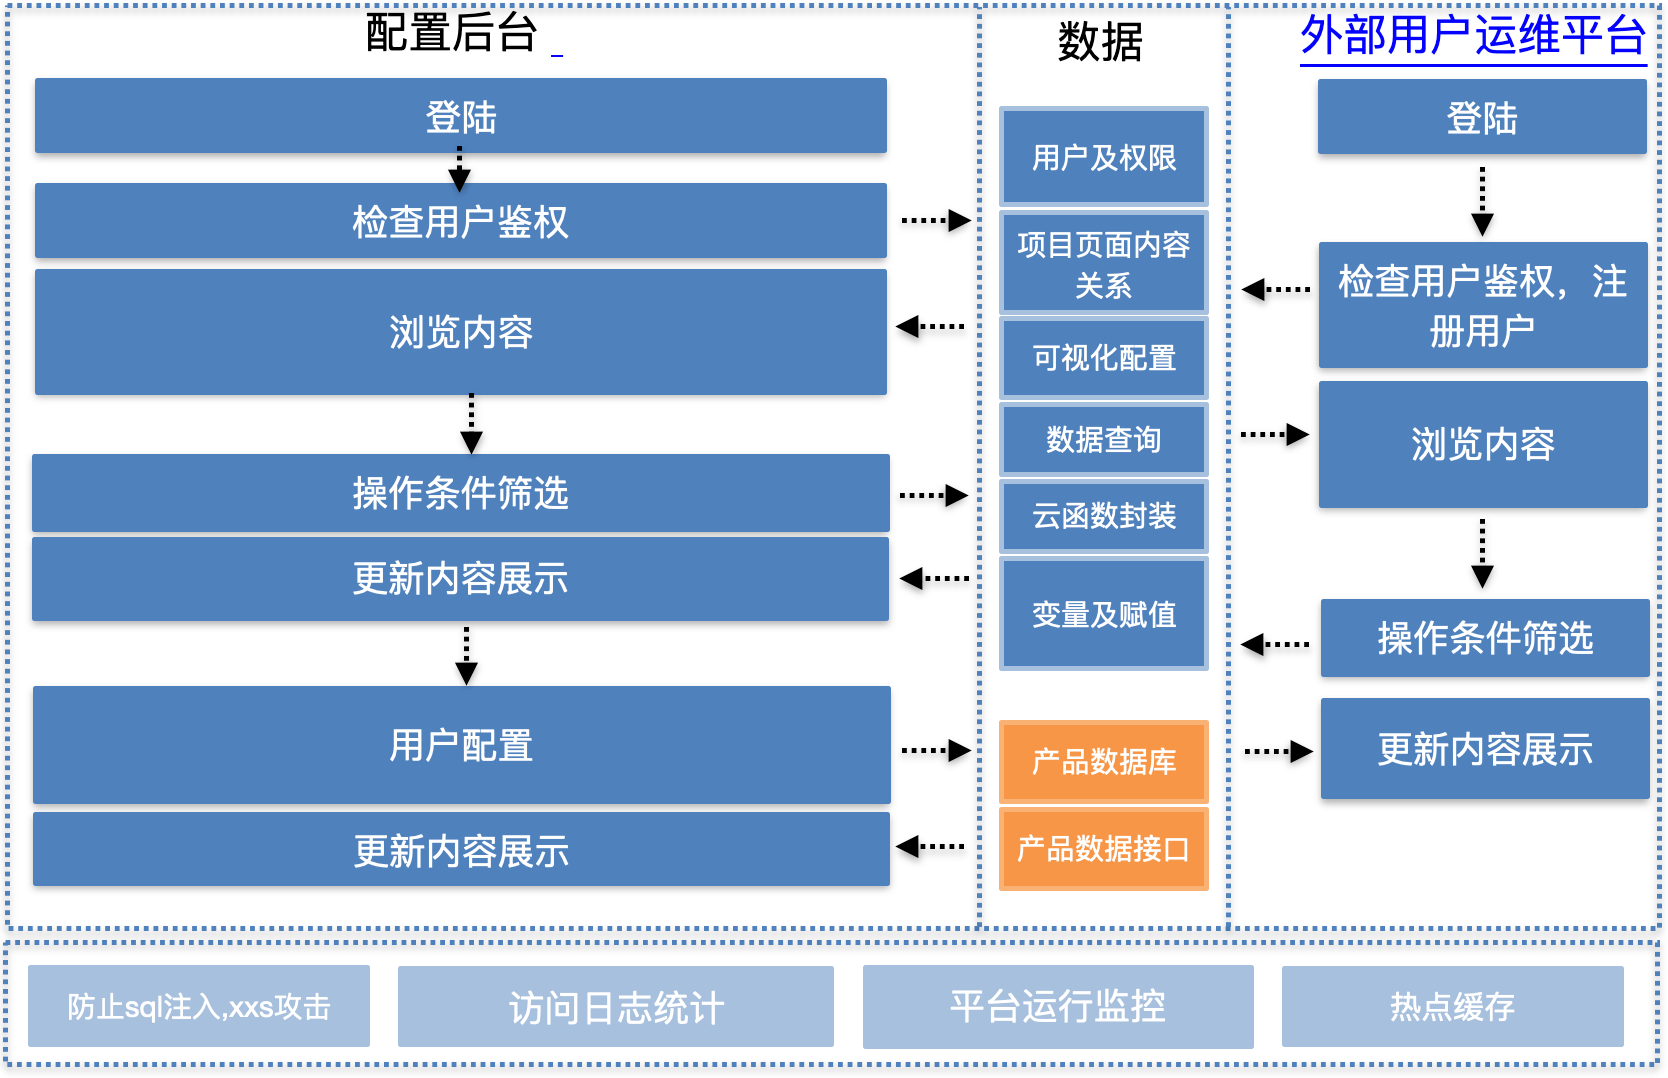 配置后台
登陆
检查用户鉴权
浏览内容
操作条件筛选
更新内容展示
用户配置
更新内容展示
数据
用户及权限
项目页面内容
关系
可视化配置
数据查询
云函数封装
变量及赋值
产品数据库
产品数据接口
外部用户运维平台
登陆
检查用户鉴权，注
册用户
浏览内容
操作条件筛选
更新内容展示
防止sql注入,xxs攻击
访问日志统计
平台运行监控
热点缓存